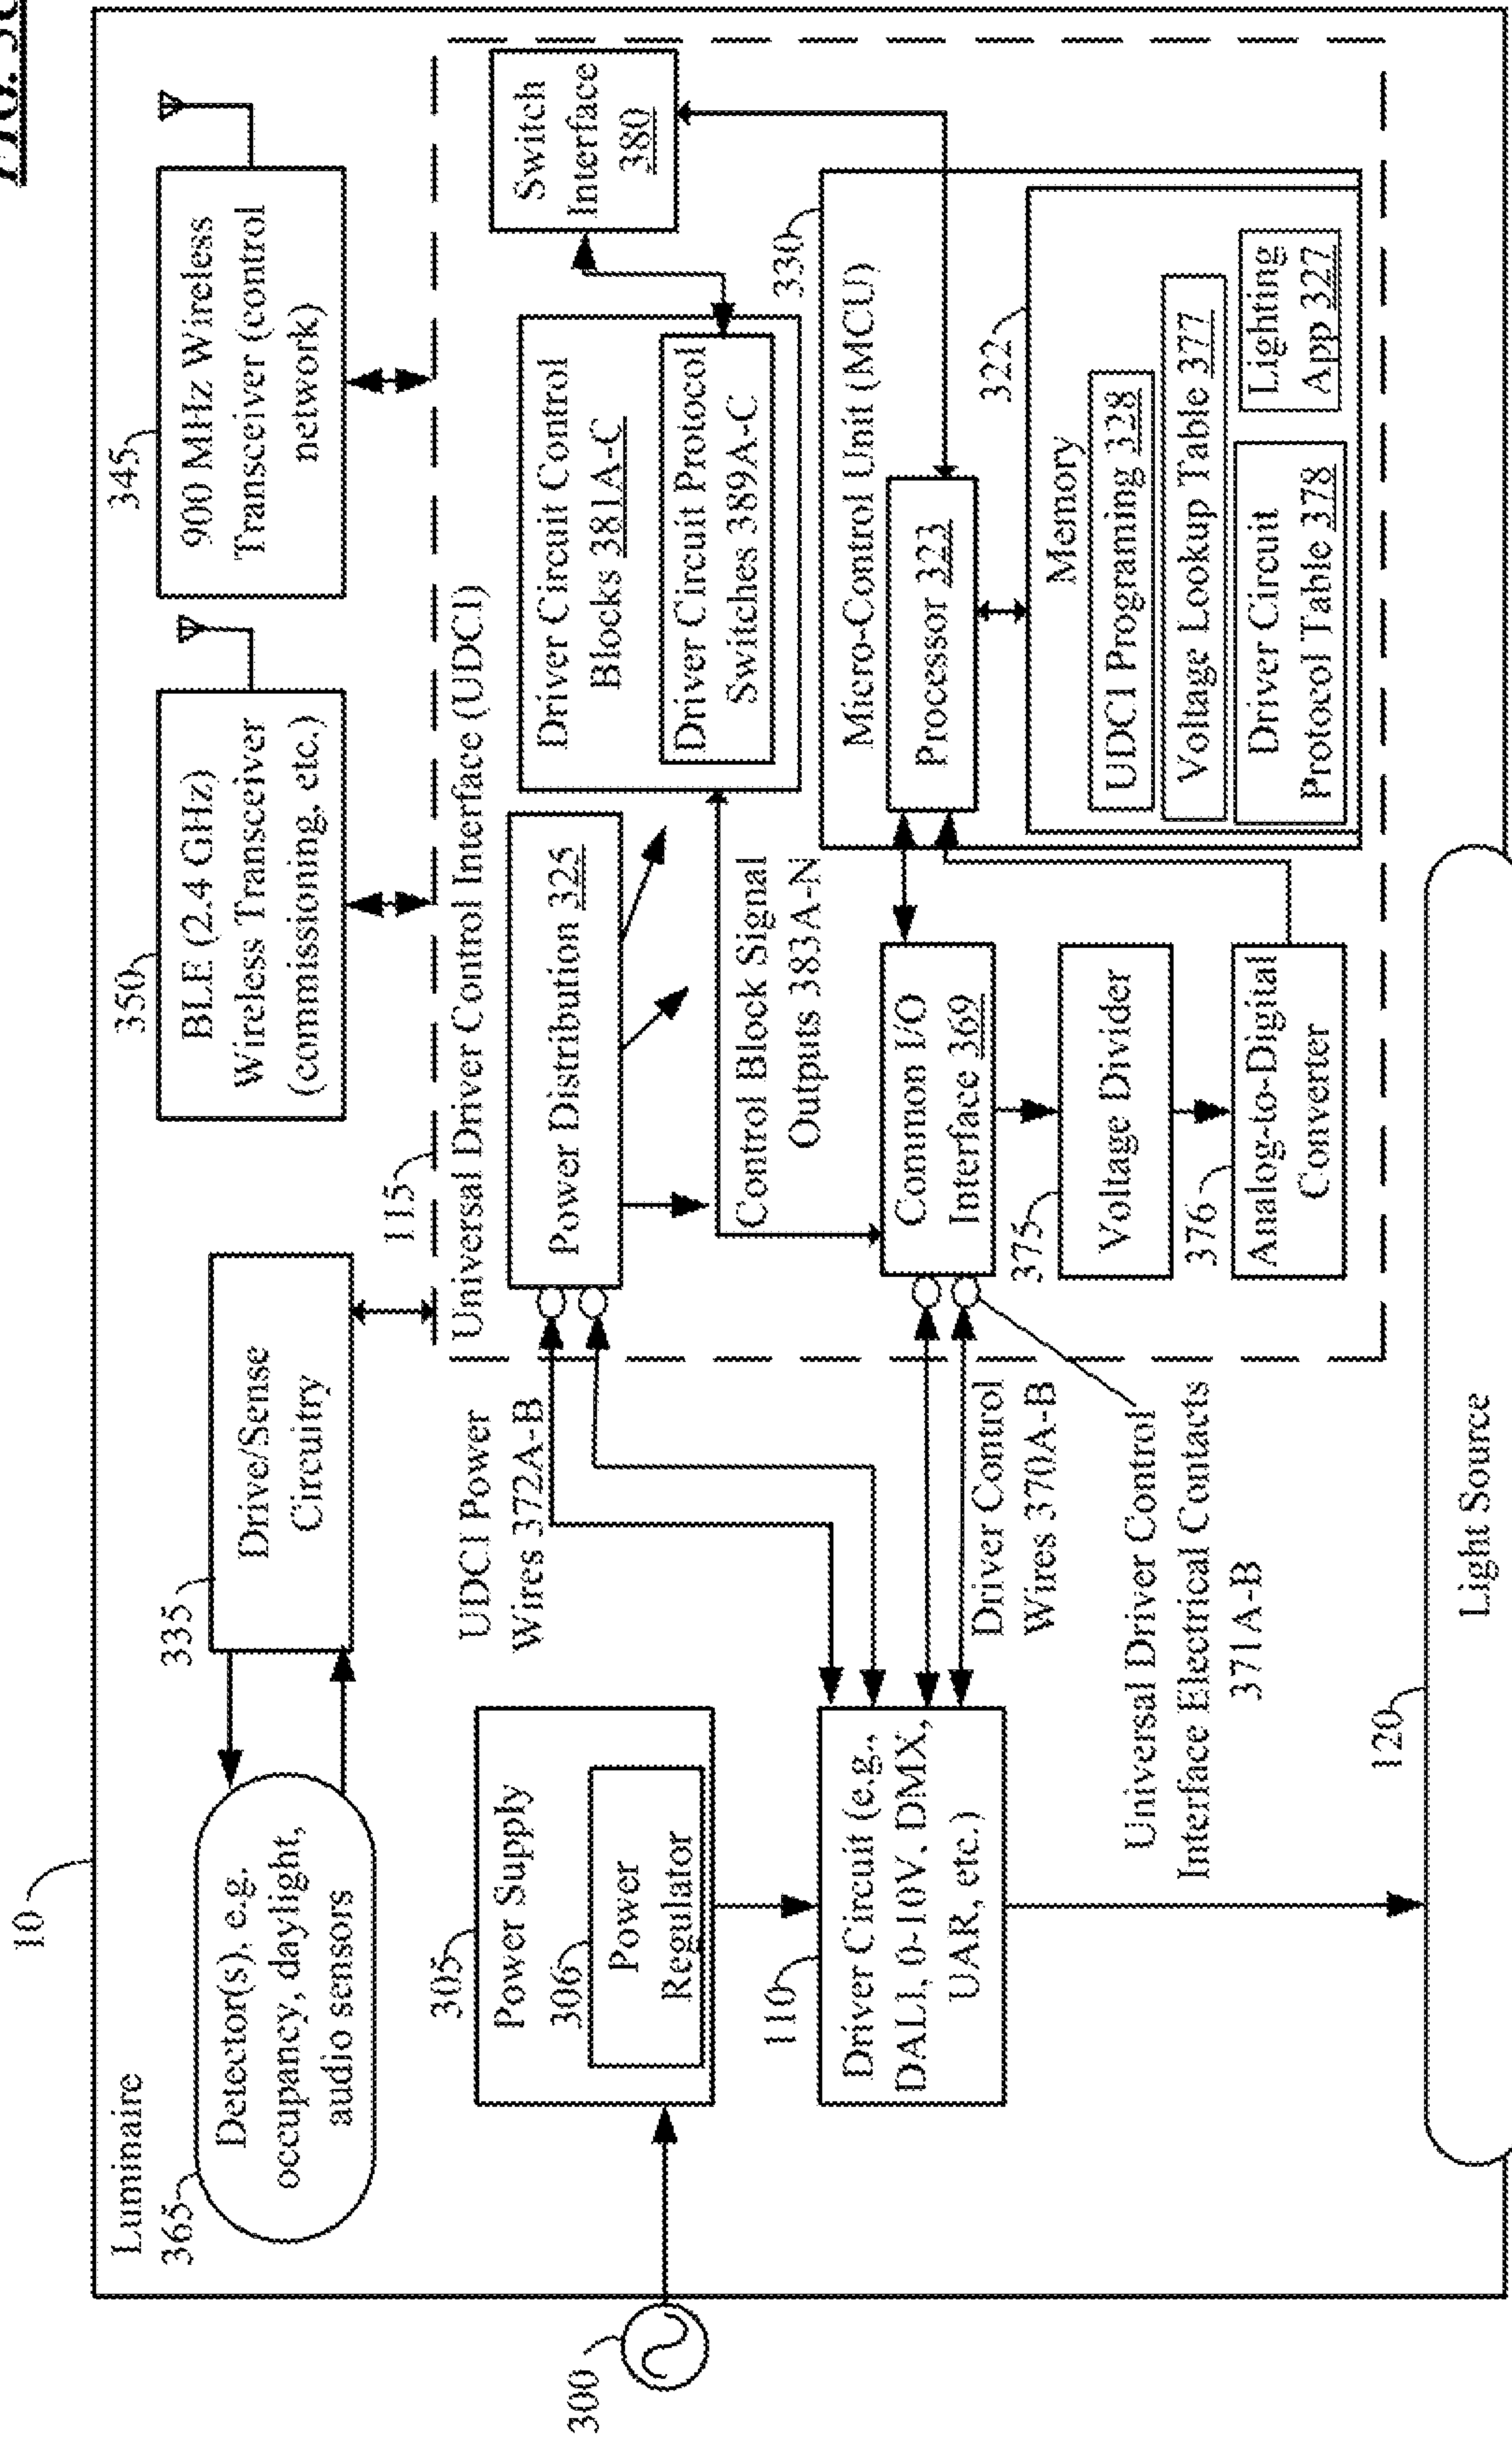 10
Luminaire
365
Detector(s), e.g.
occupancy, daylight,
audio sensors
335
Drive/Sense
Circuitry
350
BLE (2.4 GHz)
Wireless Transceiver
(commissioning, etc.)
345
900 MHz Wireless
Transceiver (control
network)
115
Universal Driver Control Interface (UDCI)
300
305
Power Supply
306
Power
Regulator
UDCI Power
Wires 372A-B
Power Distribution 325
Driver Circuit Control
Blocks 381A-C
Driver Circuit Protocol
Switches 389A-C
Switch
Interface
380
Control Block Signal
Outputs 383A-N
110
Driver Circuit (e.g.,
DALI, 0-10V, DMX,
UAR, etc.)
Driver Control
Wires 370A-B
Universal Driver Control
Interface Electrical Contacts
371A-B
Common I/O
Interface 369
375
Voltage Divider
376
Analog-to-Digital
Converter
330
Micro-Control Unit (MCU)
Processor 323
322
Memory
UDCI Programing 328
Voltage Lookup Table 377
Driver Circuit
Protocol Table 378
Lighting
App 327
120
Light Source